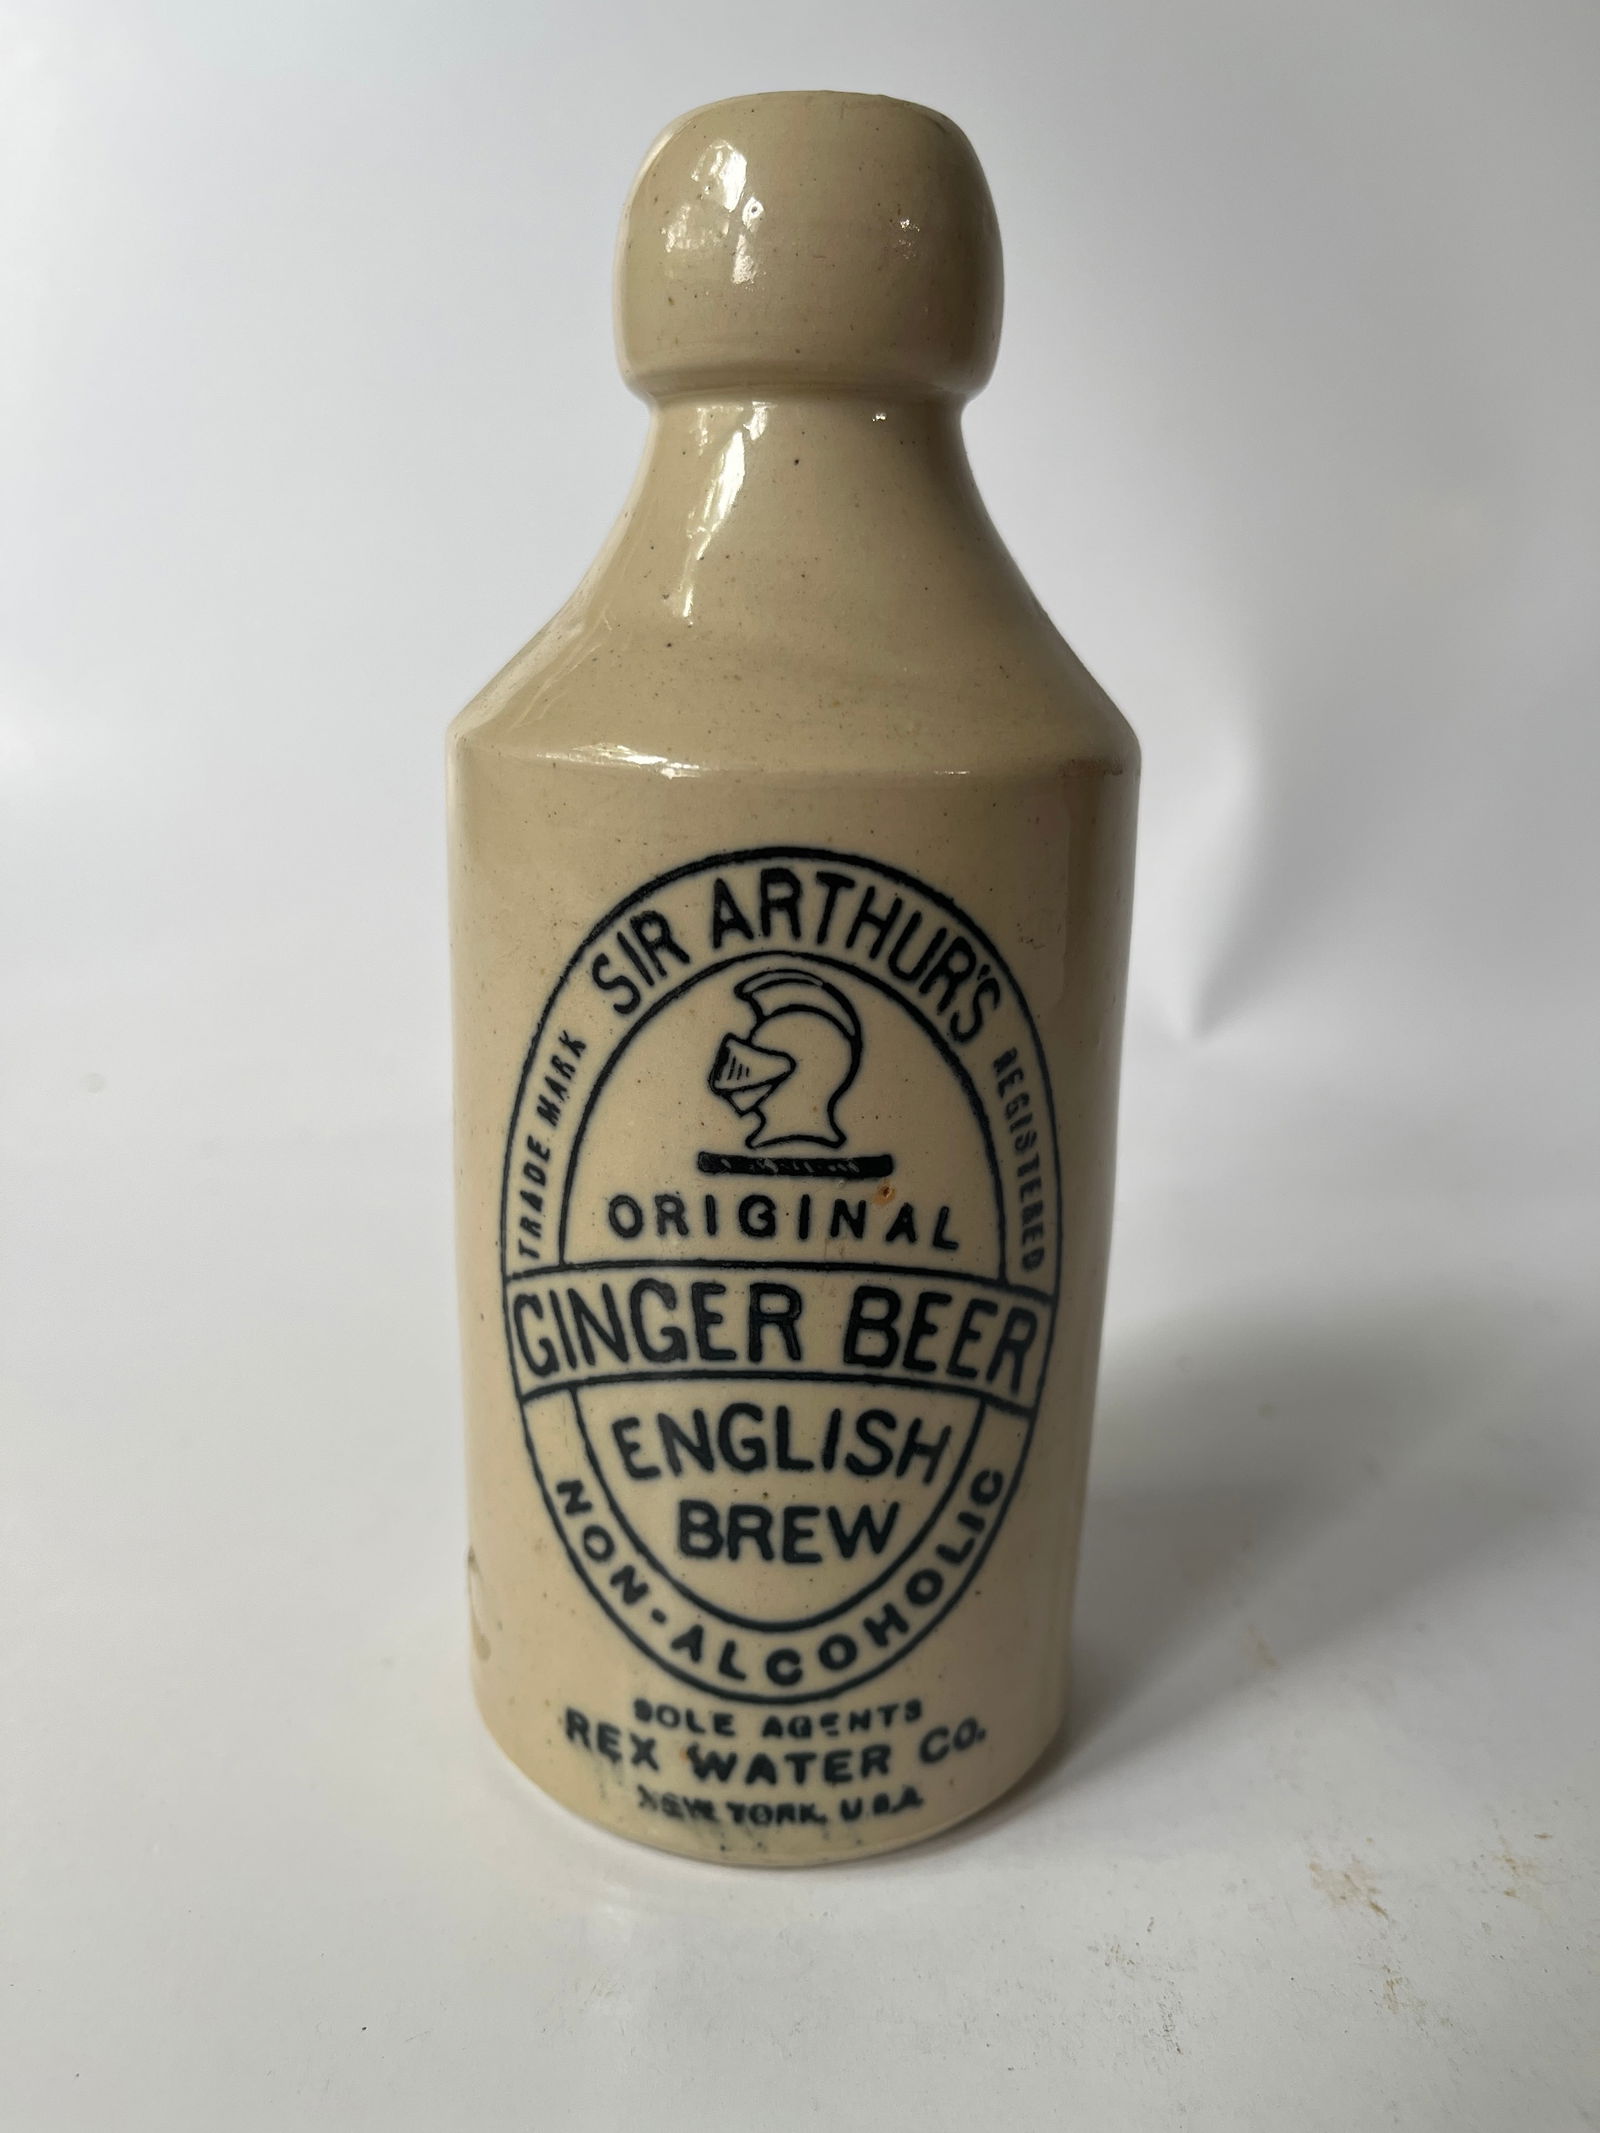 SIR ARTHUR'S
TRADE MARK
REGISTERED
ORIGINAL
GINGER BEER
ENGLISH
BREW
NON-ALCOHOLIC
SOLE AGENTS
REX WATER CO.
NEW YORK, U.S.A.